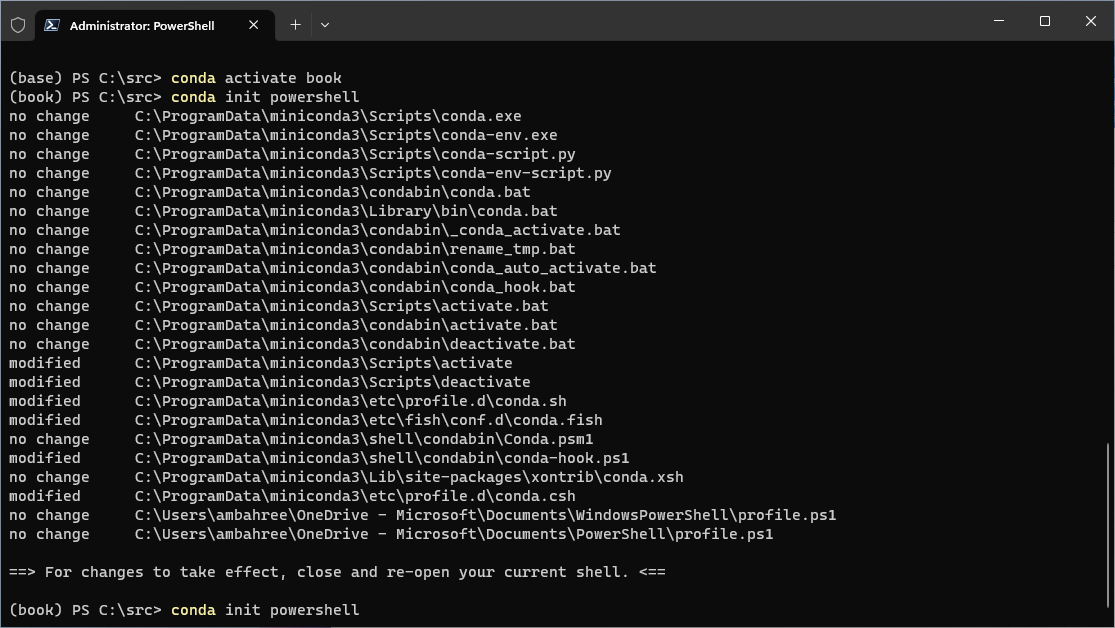 Administrator: PowerShell
(base) PS C:\src> conda activate book
(book) PS C:\src> conda init powershell
no change     C:\ProgramData\miniconda3\Scripts\conda.exe
no change     C:\ProgramData\miniconda3\Scripts\conda-env.exe
no change     C:\ProgramData\miniconda3\Scripts\conda-script.py
no change     C:\ProgramData\miniconda3\Scripts\conda-env-script.py
no change     C:\ProgramData\miniconda3\condabin\conda.bat
no change     C:\ProgramData\miniconda3\Library\bin\conda.bat
no change     C:\ProgramData\miniconda3\condabin\_conda_activate.bat
no change     C:\ProgramData\miniconda3\condabin\rename_tmp.bat
no change     C:\ProgramData\miniconda3\condabin\conda_auto_activate.bat
no change     C:\ProgramData\miniconda3\condabin\conda_hook.bat
no change     C:\ProgramData\miniconda3\Scripts\activate.bat
no change     C:\ProgramData\miniconda3\condabin\activate.bat
no change     C:\ProgramData\miniconda3\condabin\deactivate.bat
modified      C:\ProgramData\miniconda3\Scripts\activate
modified      C:\ProgramData\miniconda3\Scripts\deactivate
modified      C:\ProgramData\miniconda3\etc\profile.d\conda.sh
modified      C:\ProgramData\miniconda3\etc\fish\conf.d\conda.fish
no change     C:\ProgramData\miniconda3\shell\condabin\Conda.psm1
modified      C:\ProgramData\miniconda3\shell\condabin\conda-hook.ps1
no change     C:\ProgramData\miniconda3\Lib\site-packages\xontrib\conda.xsh
modified      C:\ProgramData\miniconda3\etc\profile.d\conda.csh
no change     C:\Users\ambahree\OneDrive - Microsoft\Documents\WindowsPowerShell\profile.ps1
no change     C:\Users\ambahree\OneDrive - Microsoft\Documents\PowerShell\profile.ps1
==> For changes to take effect, close and re-open your current shell. <==
(book) PS C:\src> conda init powershell